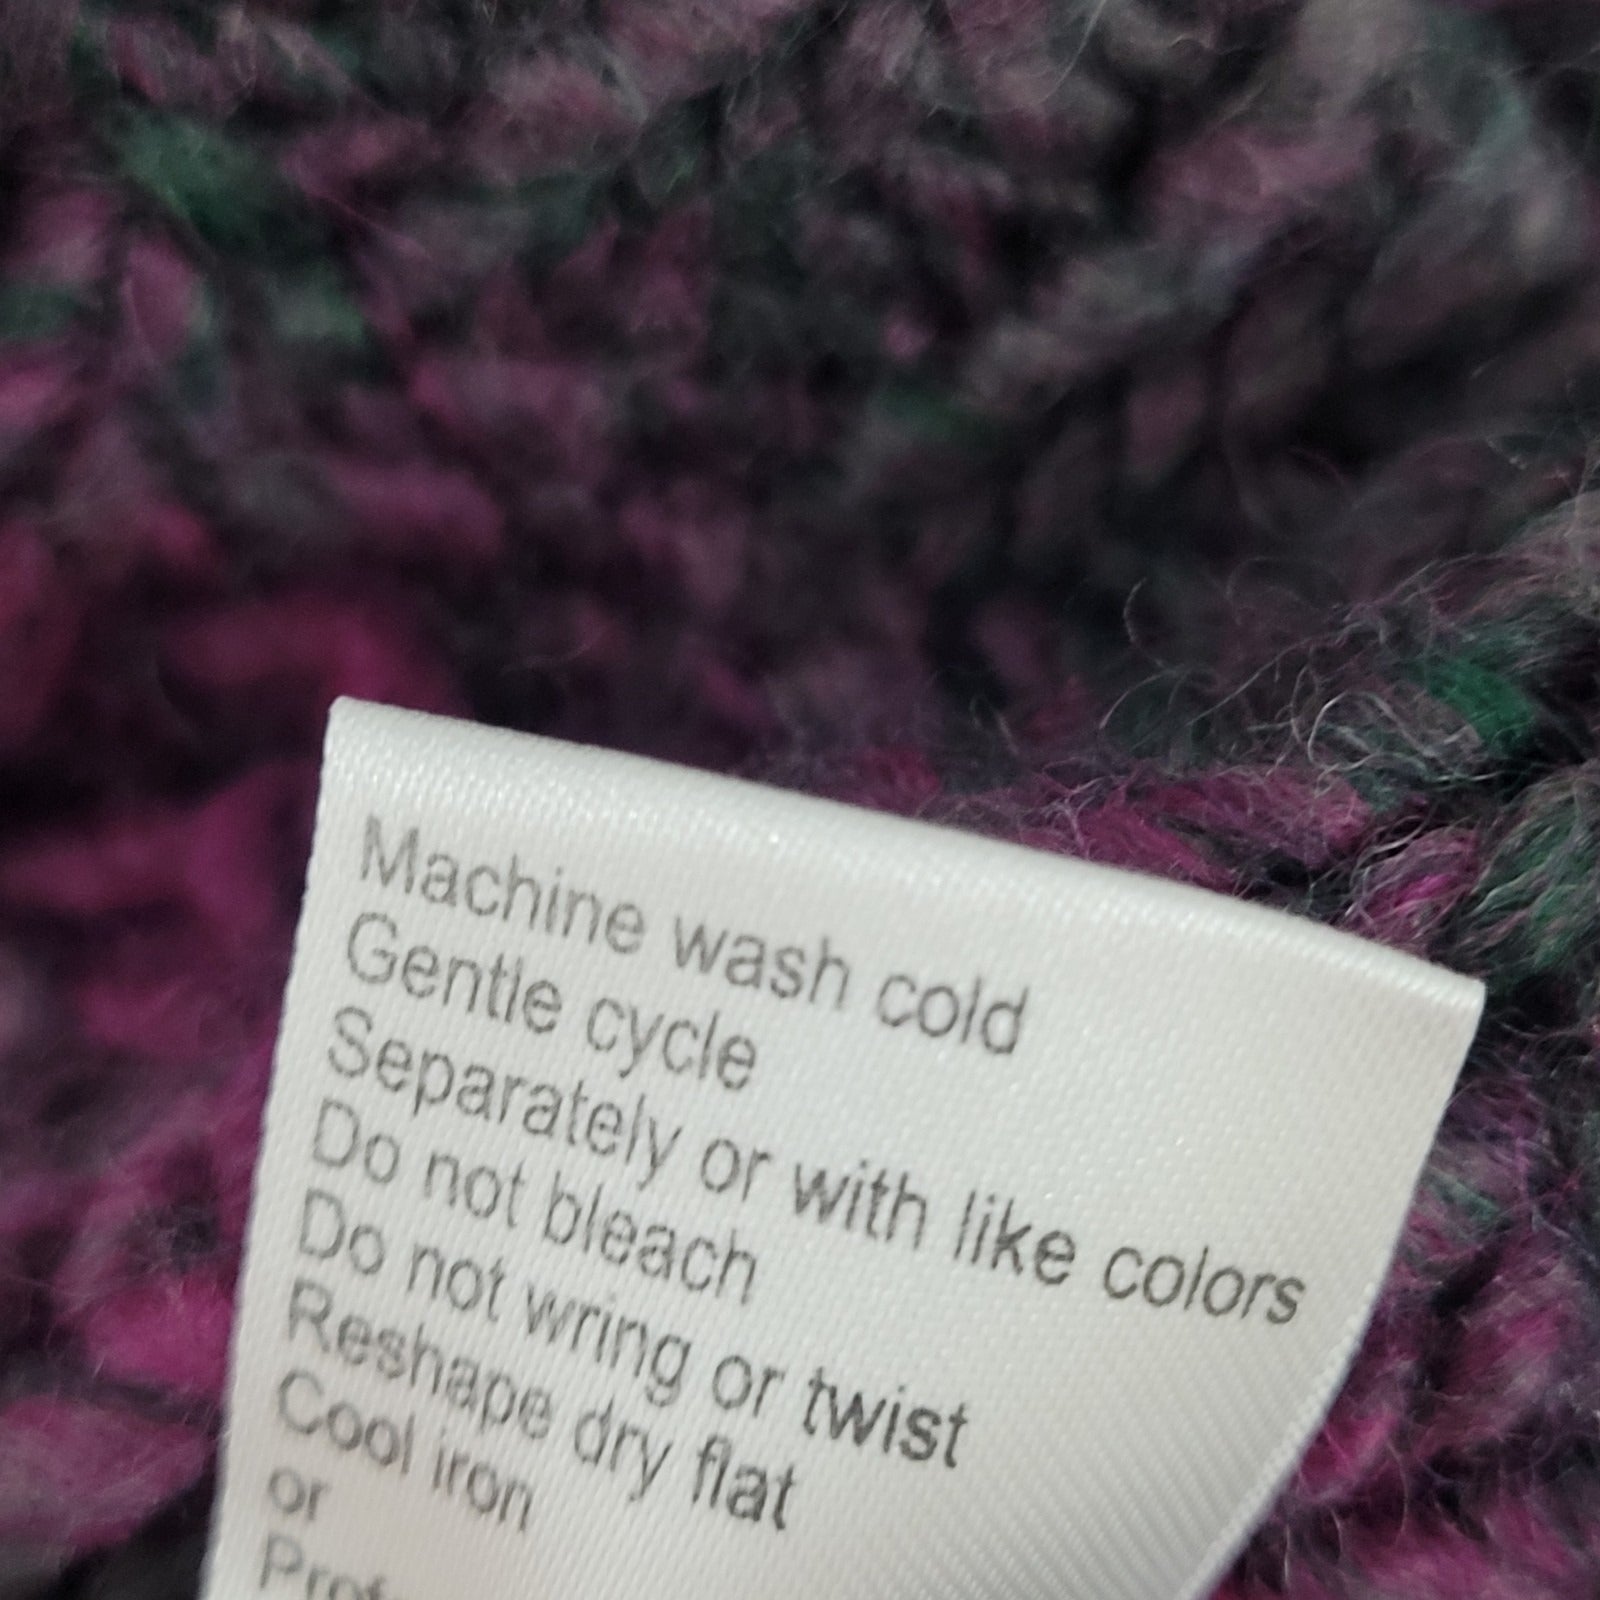 Machine wash cold
Gentle cycle
Separately or with like colors
Do not bleach
Do not wring or twist
Reshape dry flat
Cool iron
or